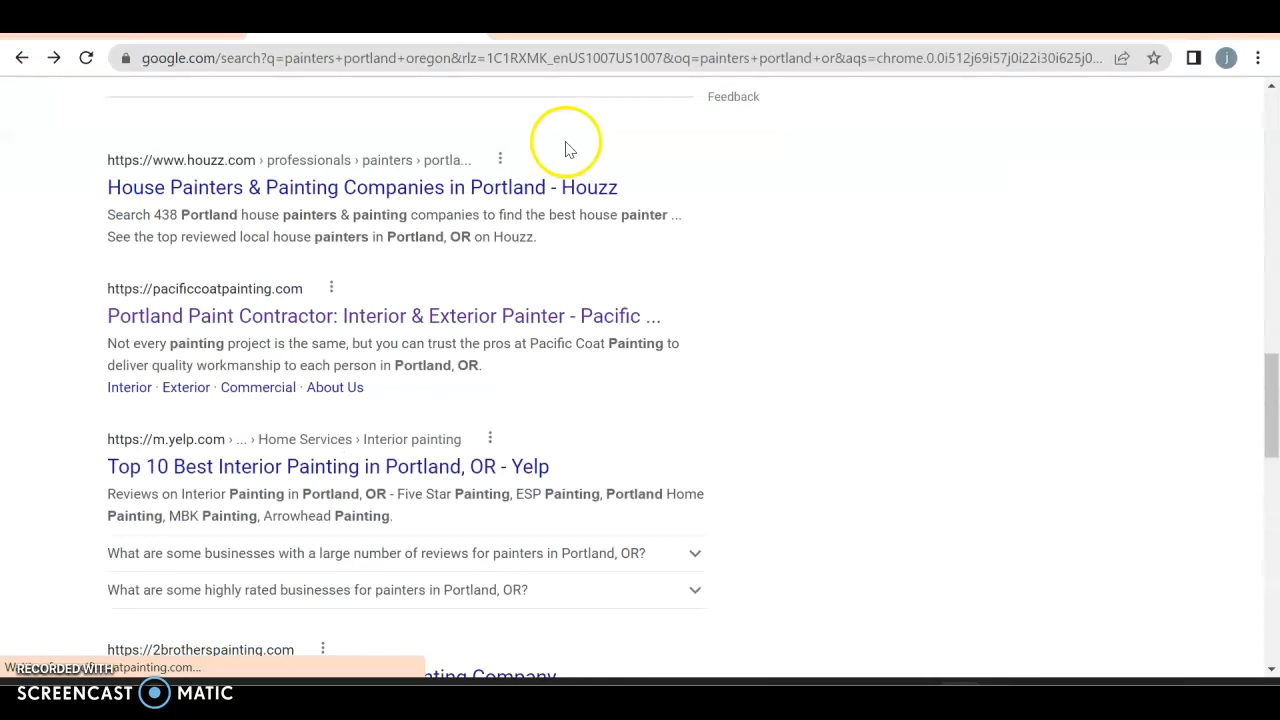 google.com/search?q=painters+portland+oregon&rlz=1C1RXMK_enUS1007US1007&oq=painters+portland+or&aqs=chrome.0.0i512j69i57j0i22i30i625j0...
j
Feedback
https://www.houzz.com › professionals › painters › portla...
House Painters & Painting Companies in Portland - Houzz
Search 438 Portland house painters & painting companies to find the best house painter ...
See the top reviewed local house painters in Portland, OR on Houzz.
https://pacificcoatpainting.com
Portland Paint Contractor: Interior & Exterior Painter - Pacific ...
Not every painting project is the same, but you can trust the pros at Pacific Coat Painting to
deliver quality workmanship to each person in Portland, OR.
Interior · Exterior · Commercial · About Us
https://m.yelp.com › ... › Home Services › Interior painting
Top 10 Best Interior Painting in Portland, OR - Yelp
Reviews on Interior Painting in Portland, OR - Five Star Painting, ESP Painting, Portland Home
Painting, MBK Painting, Arrowhead Painting.
What are some businesses with a large number of reviews for painters in Portland, OR?
What are some highly rated businesses for painters in Portland, OR?
https://2brotherspainting.com
atpainting.com...
RECORDED WITH
nting Company
SCREENCAST MATIC